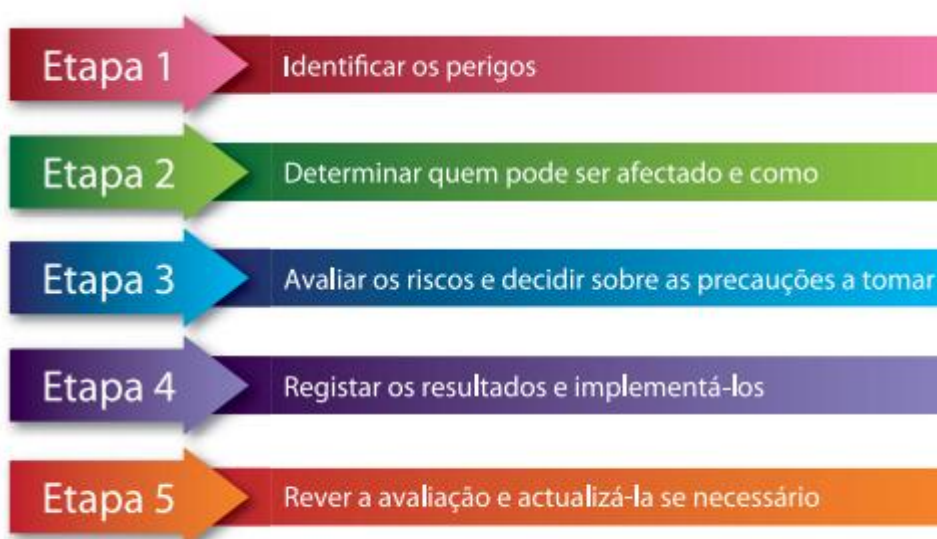 Etapa 1 Identificar os perigos
Etapa 2 Determinar quem pode ser afectado e como
Etapa 3 Avaliar os riscos e decidir sobre as precauções a tomar
Etapa 4 Registar os resultados e implementá-los
Etapa 5 Rever a avaliação e actualizá-la se necessário